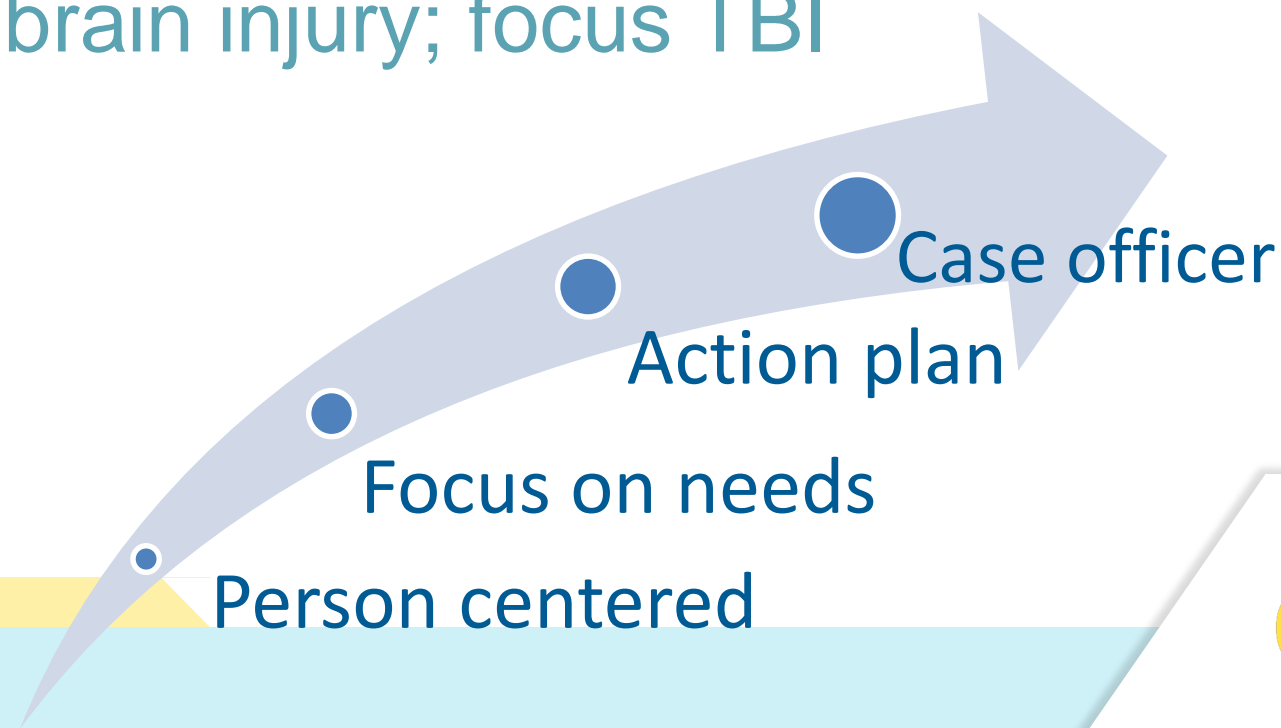 brain injury; focus TBI
Case officer
Action plan
Focus on needs
Person centered